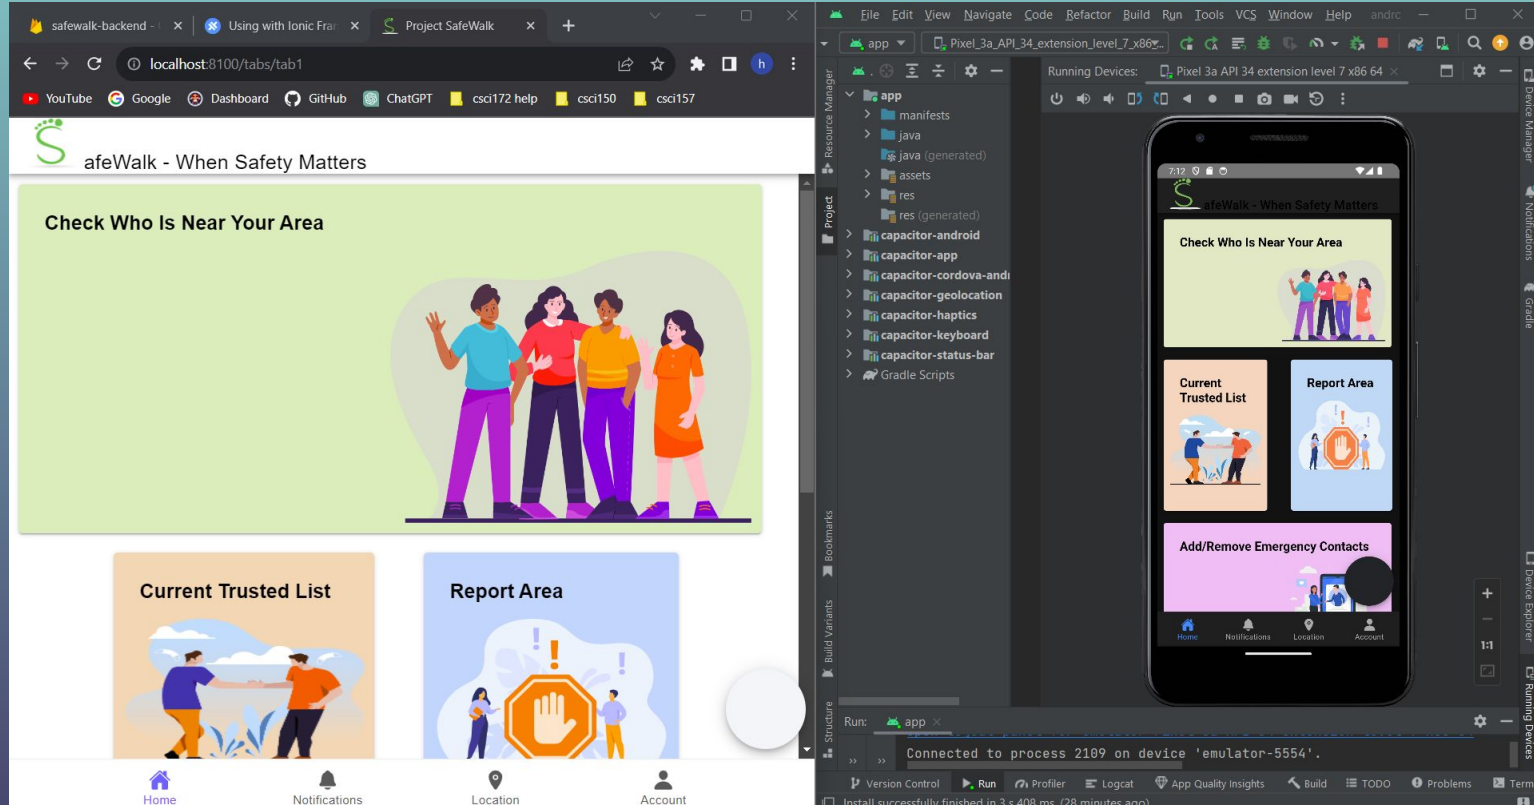 safewalk-backend -
Using with Ionic Fran
Project SafeWalk
localhost:8100/tabs/tab1
h
YouTube
Google
Dashboard
GitHub
ChatGPT
csci172 help
csci150
csci157
afeWalk - When Safety Matters
Check Who Is Near Your Area
Current Trusted List
Report Area
Home
Notifications
Location
Account
File Edit View Navigate Code Refactor Build Run Tools VCS Window Help andrc
app
Pixel_3a_API_34_extension_level_7_x86
Running Devices:
Pixel 3a API 34 extension level 7 x86 64
Resource Manager
Project
Bookmarks
Build Variants
Structure
app
manifests
java
java (generated)
assets
res
res (generated)
capacitor-android
capacitor-app
capacitor-cordova-andr
capacitor-geolocation
capacitor-haptics
capacitor-keyboard
capacitor-status-bar
Gradle Scripts
7:12
afeWalk - When Safety Matters
Check Who Is Near Your Area
Current
Trusted List
Report Area
Add/Remove Emergency Contacts
Home
Notifications
Location
Account
1:1
Device Manager
Notifications
Gradle
Device Explorer
Running Devices
Run:
app
Connected to process 2109 on device 'emulator-5554'.
Version Control
Run
Profiler
Logcat
App Quality Insights
Build
TODO
Problems
Term
Install successfully finished in 3 s 408 ms. (28 minutes ago)